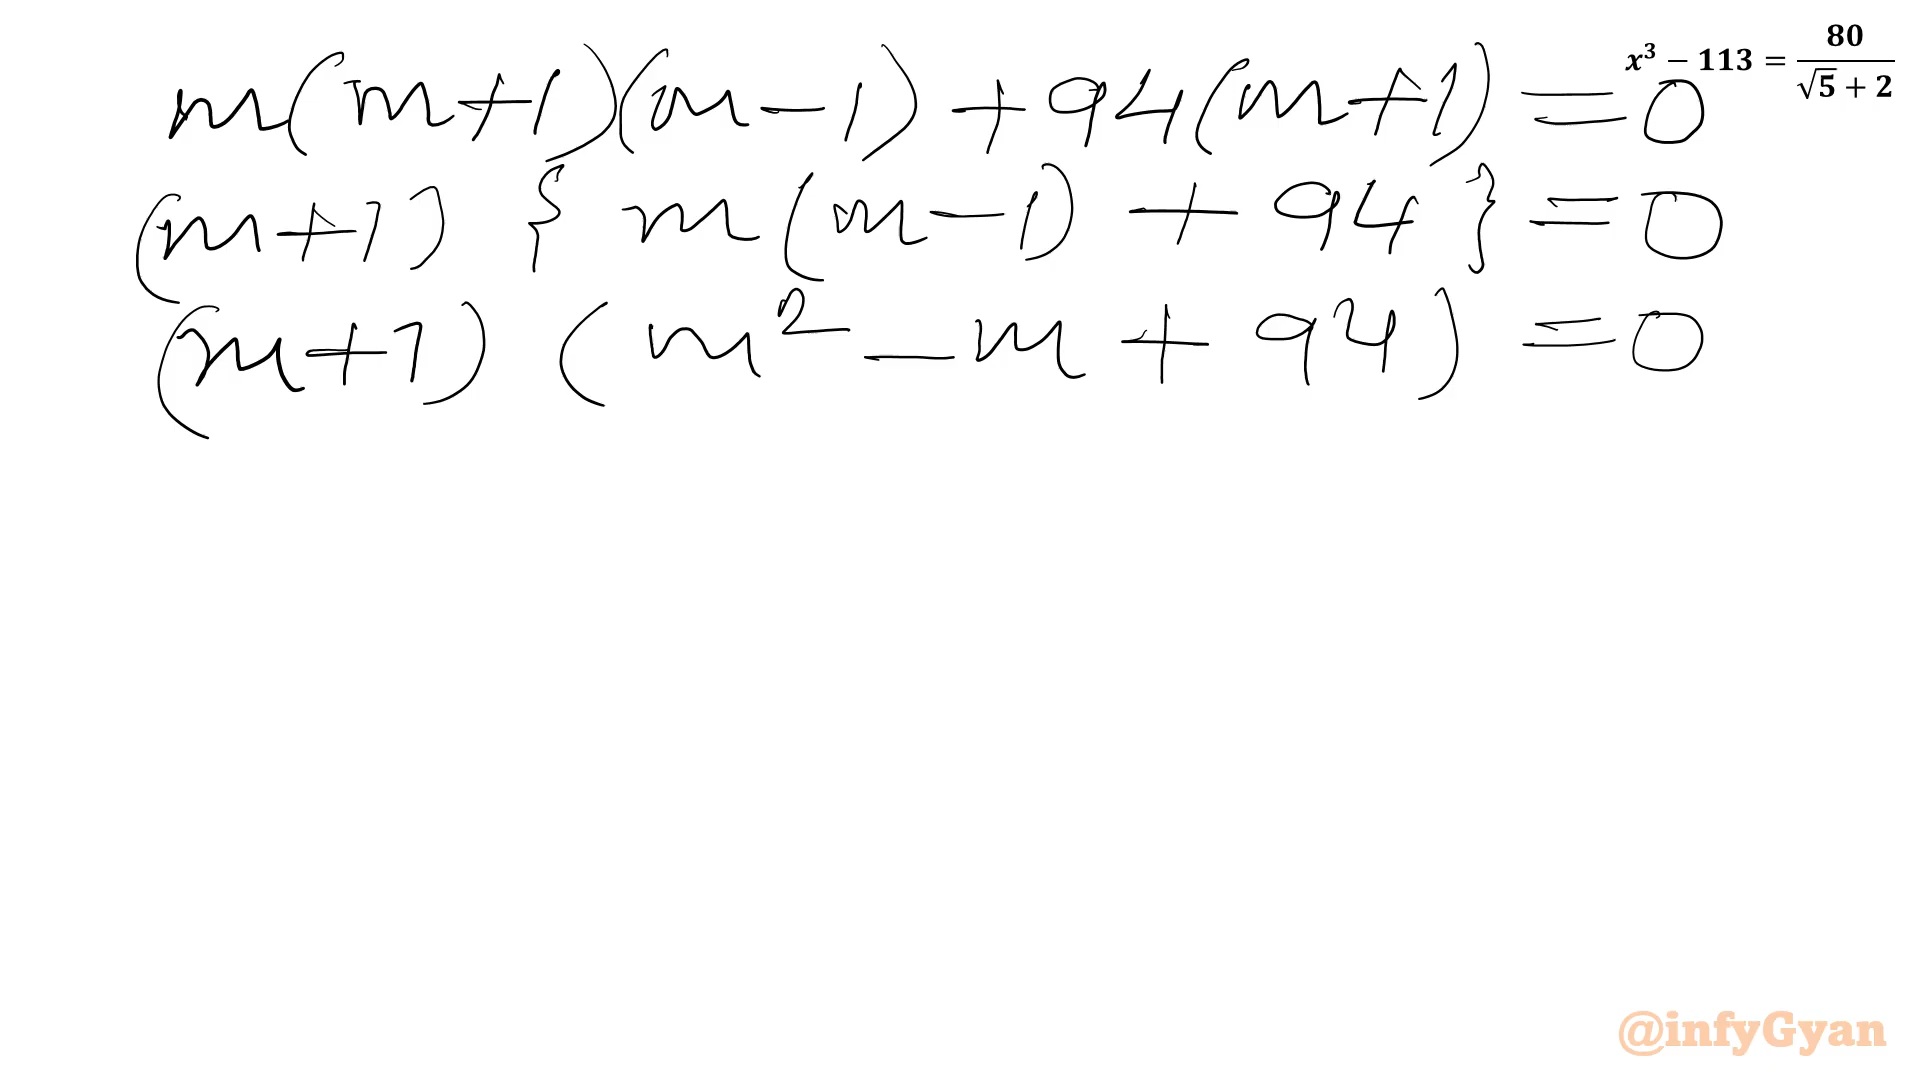 x³ − 113 = 80/(√5 + 2)
m(m+1)(m−1) + 94(m+1) = 0
(m+1) { m(m−1) + 94 } = 0
(m+1) (m² − m + 94) = 0
@infyGyan